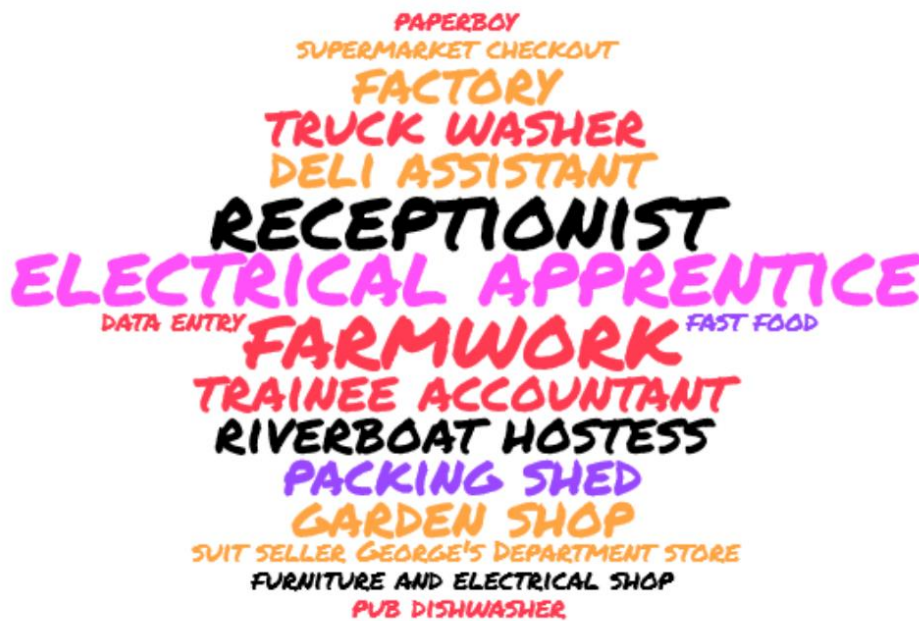 PAPERBOY
SUPERMARKET CHECKOUT
FACTORY
TRUCK WASHER
DELI ASSISTANT
RECEPTIONIST
ELECTRICAL APPRENTICE
DATA ENTRY
FAST FOOD
FARMWORK
TRAINEE ACCOUNTANT
RIVERBOAT HOSTESS
PACKING SHED
GARDEN SHOP
SUIT SELLER GEORGE'S DEPARTMENT STORE
FURNITURE AND ELECTRICAL SHOP
PUB DISHWASHER